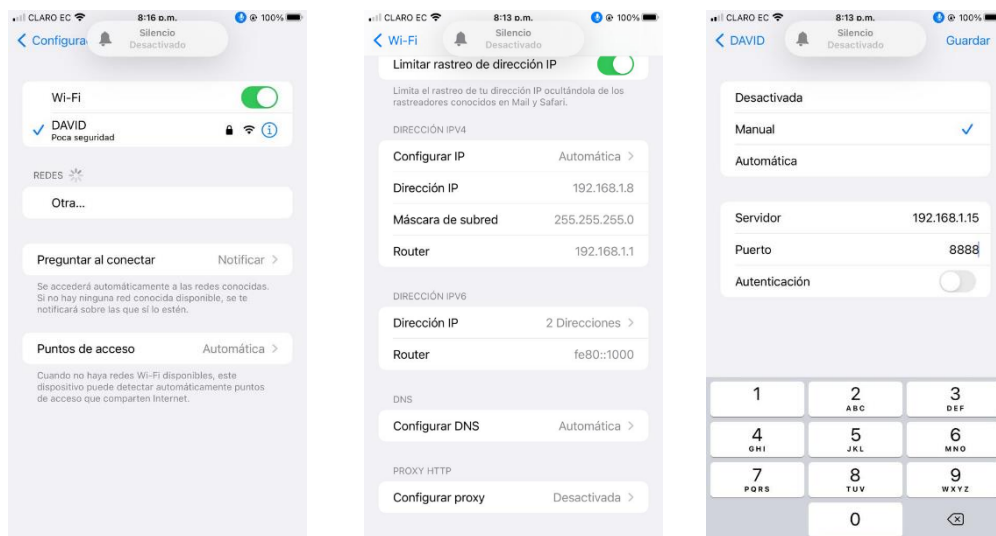 CLARO EC 8:16 p.m. 100%
Configura
Silencio
Desactivado
Wi-Fi
DAVID
Poca seguridad
REDES
Otra...
Preguntar al conectar Notificar
Se accederá automáticamente a las redes conocidas.
Si no hay ninguna red conocida disponible, se te
notificará sobre las que sí lo estén.
Puntos de acceso Automática
Cuando no haya redes Wi-Fi disponibles, este
dispositivo puede detectar automáticamente puntos
de acceso que comparten Internet.
CLARO EC 8:13 p.m. 100%
Wi-Fi
Silencio
Desactivado
Limitar rastreo de dirección IP
Limita el rastreo de tu dirección IP ocultándola de los
rastreadores conocidos en Mail y Safari.
DIRECCIÓN IPV4
Configurar IP Automática
Dirección IP 192.168.1.8
Máscara de subred 255.255.255.0
Router 192.168.1.1
DIRECCIÓN IPV6
Dirección IP 2 Direcciones
Router fe80::1000
DNS
Configurar DNS Automática
PROXY HTTP
Configurar proxy Desactivada
CLARO EC 8:13 p.m. 100%
DAVID
Silencio
Desactivado
Guardar
Desactivada
Manual
Automática
Servidor 192.168.1.15
Puerto 8888
Autenticación
1 2 3
ABC DEF
4 5 6
GHI JKL MNO
7 8 9
PQRS TUV WXYZ
0